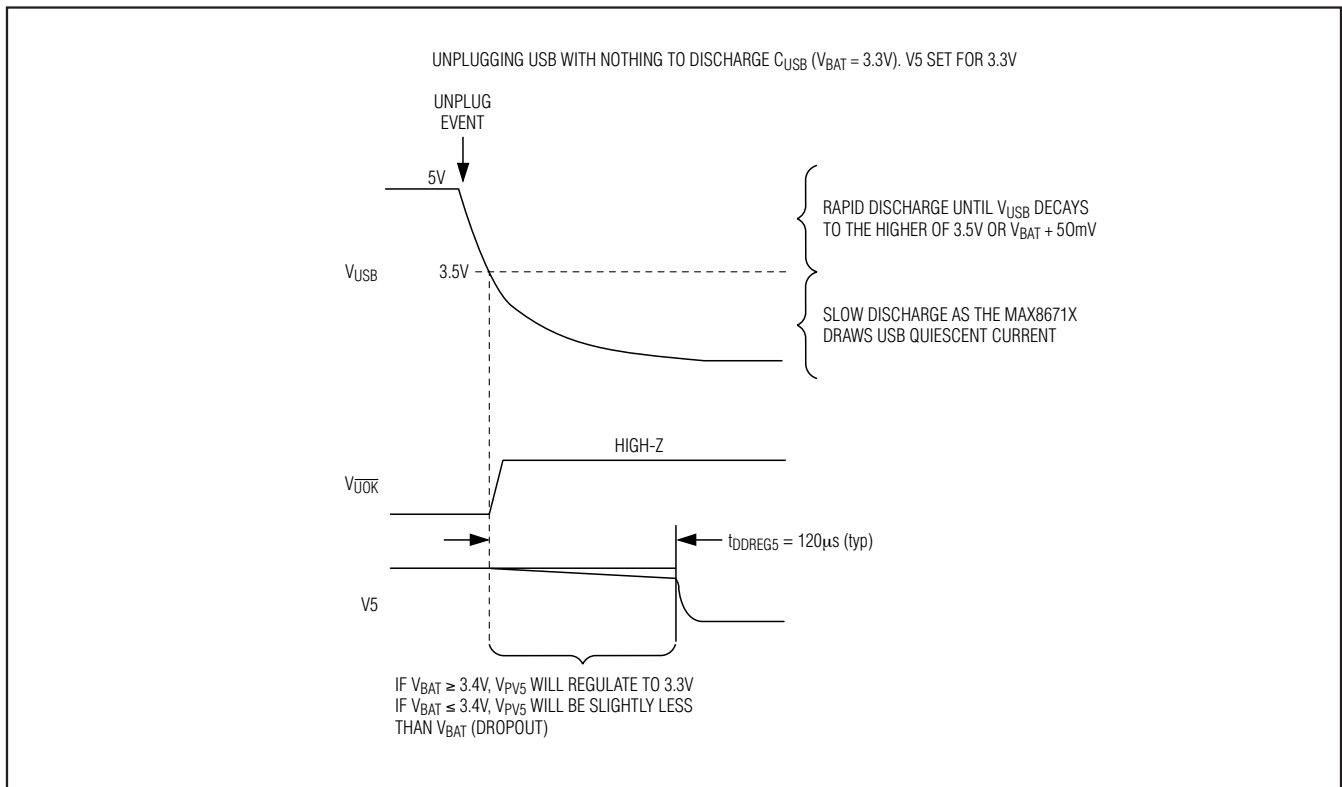 UNPLUGGING USB WITH NOTHING TO DISCHARGE CUSB (VBAT = 3.3V). V5 SET FOR 3.3V
UNPLUG
EVENT
5V
RAPID DISCHARGE UNTIL VUSB DECAYS
TO THE HIGHER OF 3.5V OR VBAT + 50mV
VUSB
3.5V
SLOW DISCHARGE AS THE MAX8671X
DRAWS USB QUIESCENT CURRENT
HIGH-Z
VU̅O̅K̅
tDDREG5 = 120μs (typ)
V5
IF VBAT ≥ 3.4V, VPV5 WILL REGULATE TO 3.3V
IF VBAT ≤ 3.4V, VPV5 WILL BE SLIGHTLY LESS
THAN VBAT (DROPOUT)